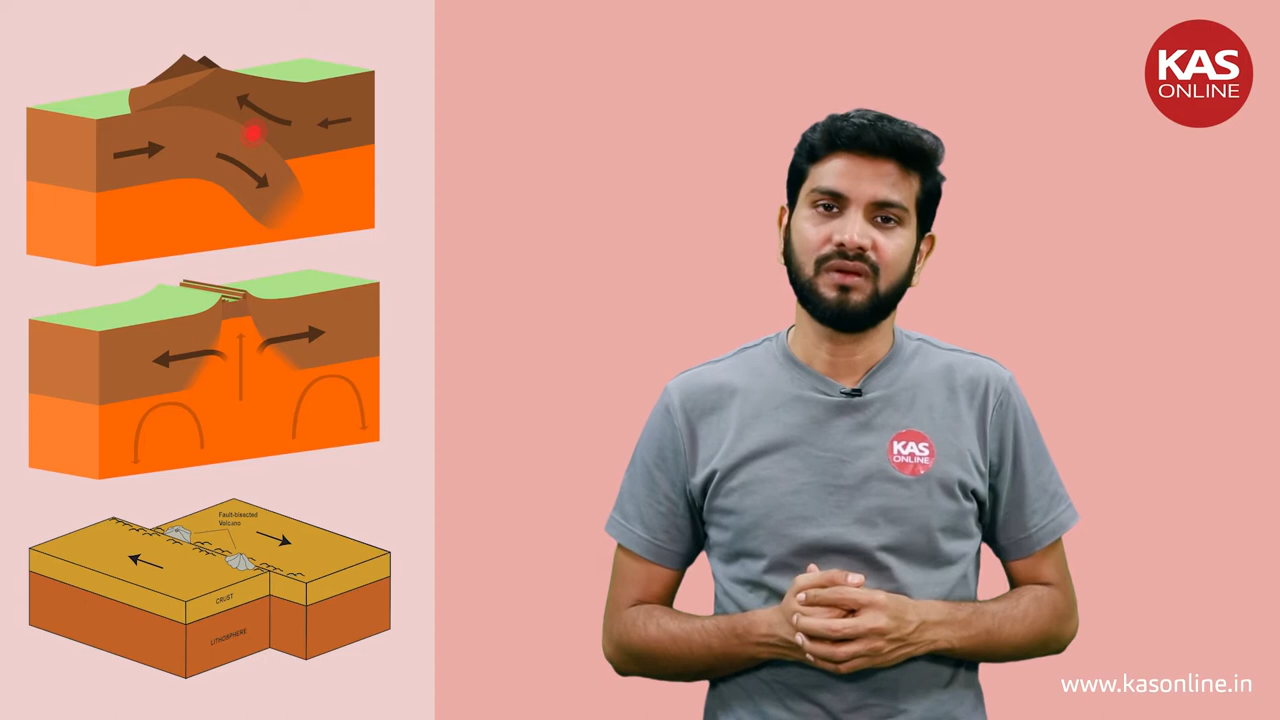 KAS
ONLINE
Fault-bisected
Volcano
CRUST
LITHOSPHERE
KAS
ONLINE
www.kasonline.in